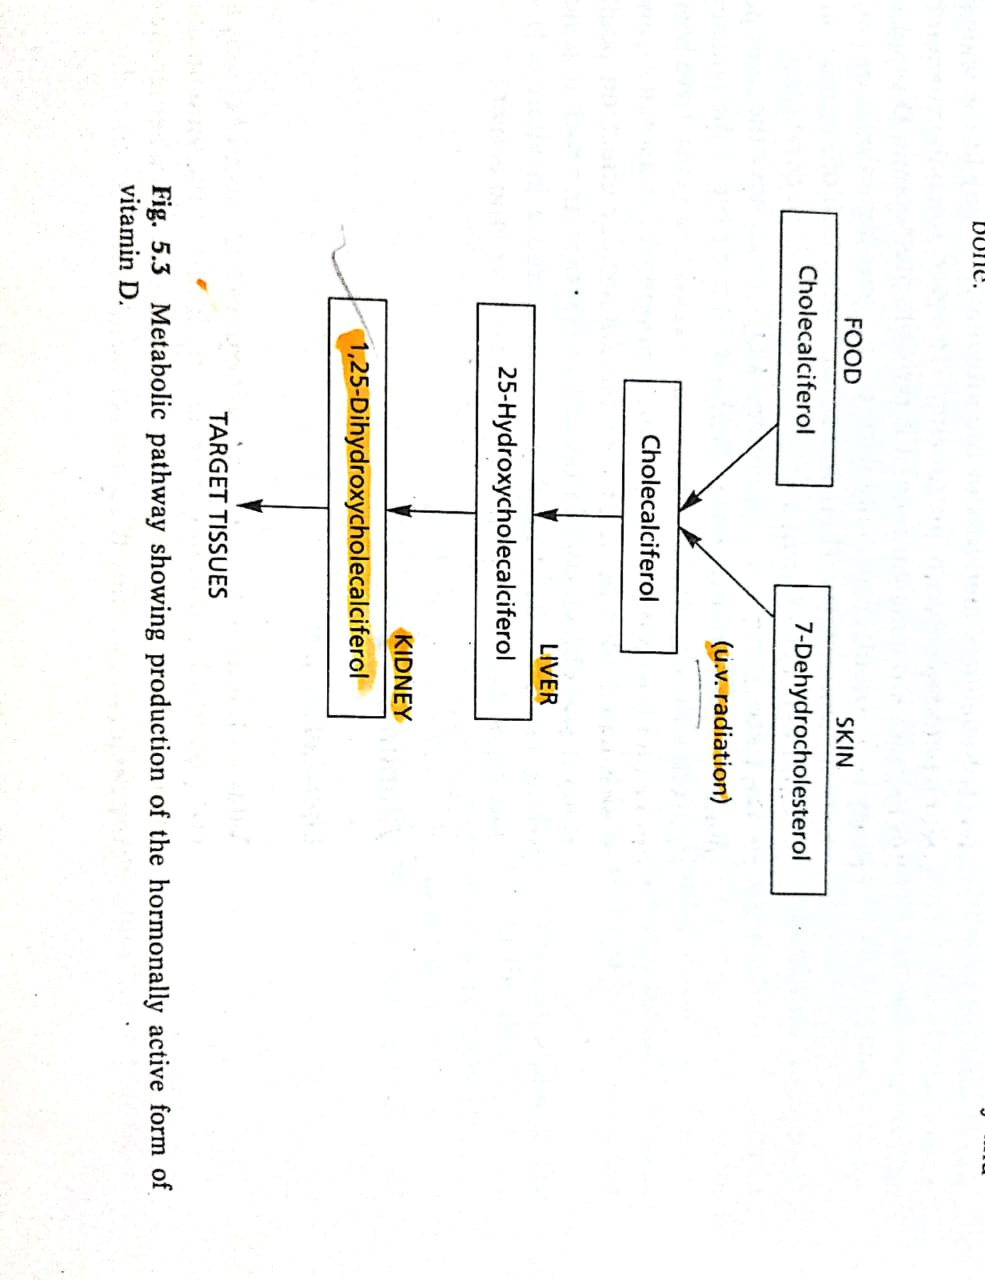 bone.
FOOD
SKIN
Cholecalciferol
7-Dehydrocholesterol
(u.v. radiation)
Cholecalciferol
LIVER
25-Hydroxycholecalciferol
KIDNEY
1,25-Dihydroxycholecalciferol
TARGET TISSUES
Fig. 5.3 Metabolic pathway showing production of the hormonally active form of
vitamin D.